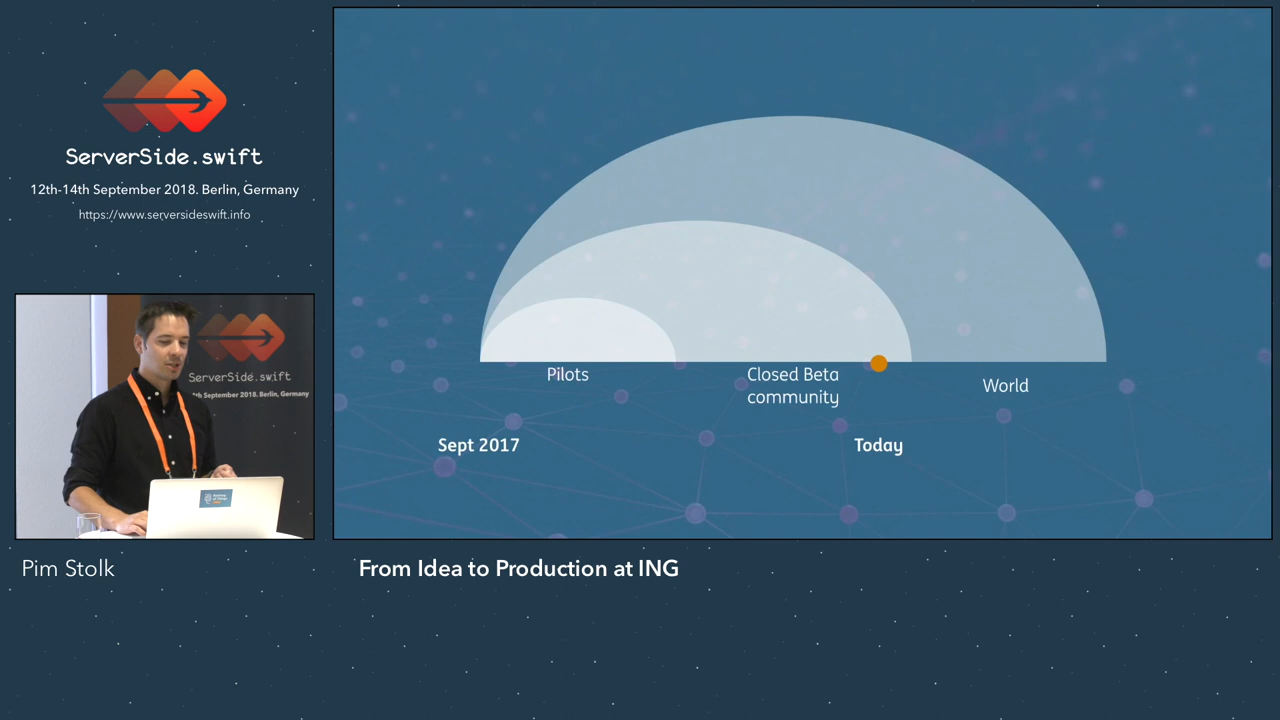 ServerSide.swift
12th-14th September 2018. Berlin, Germany
https://www.serversideswift.info
ServerSide.swift
th September 2018. Berlin, Germany
Pilots
Closed Beta
community
World
Sept 2017
Today
Pim Stolk
From Idea to Production at ING